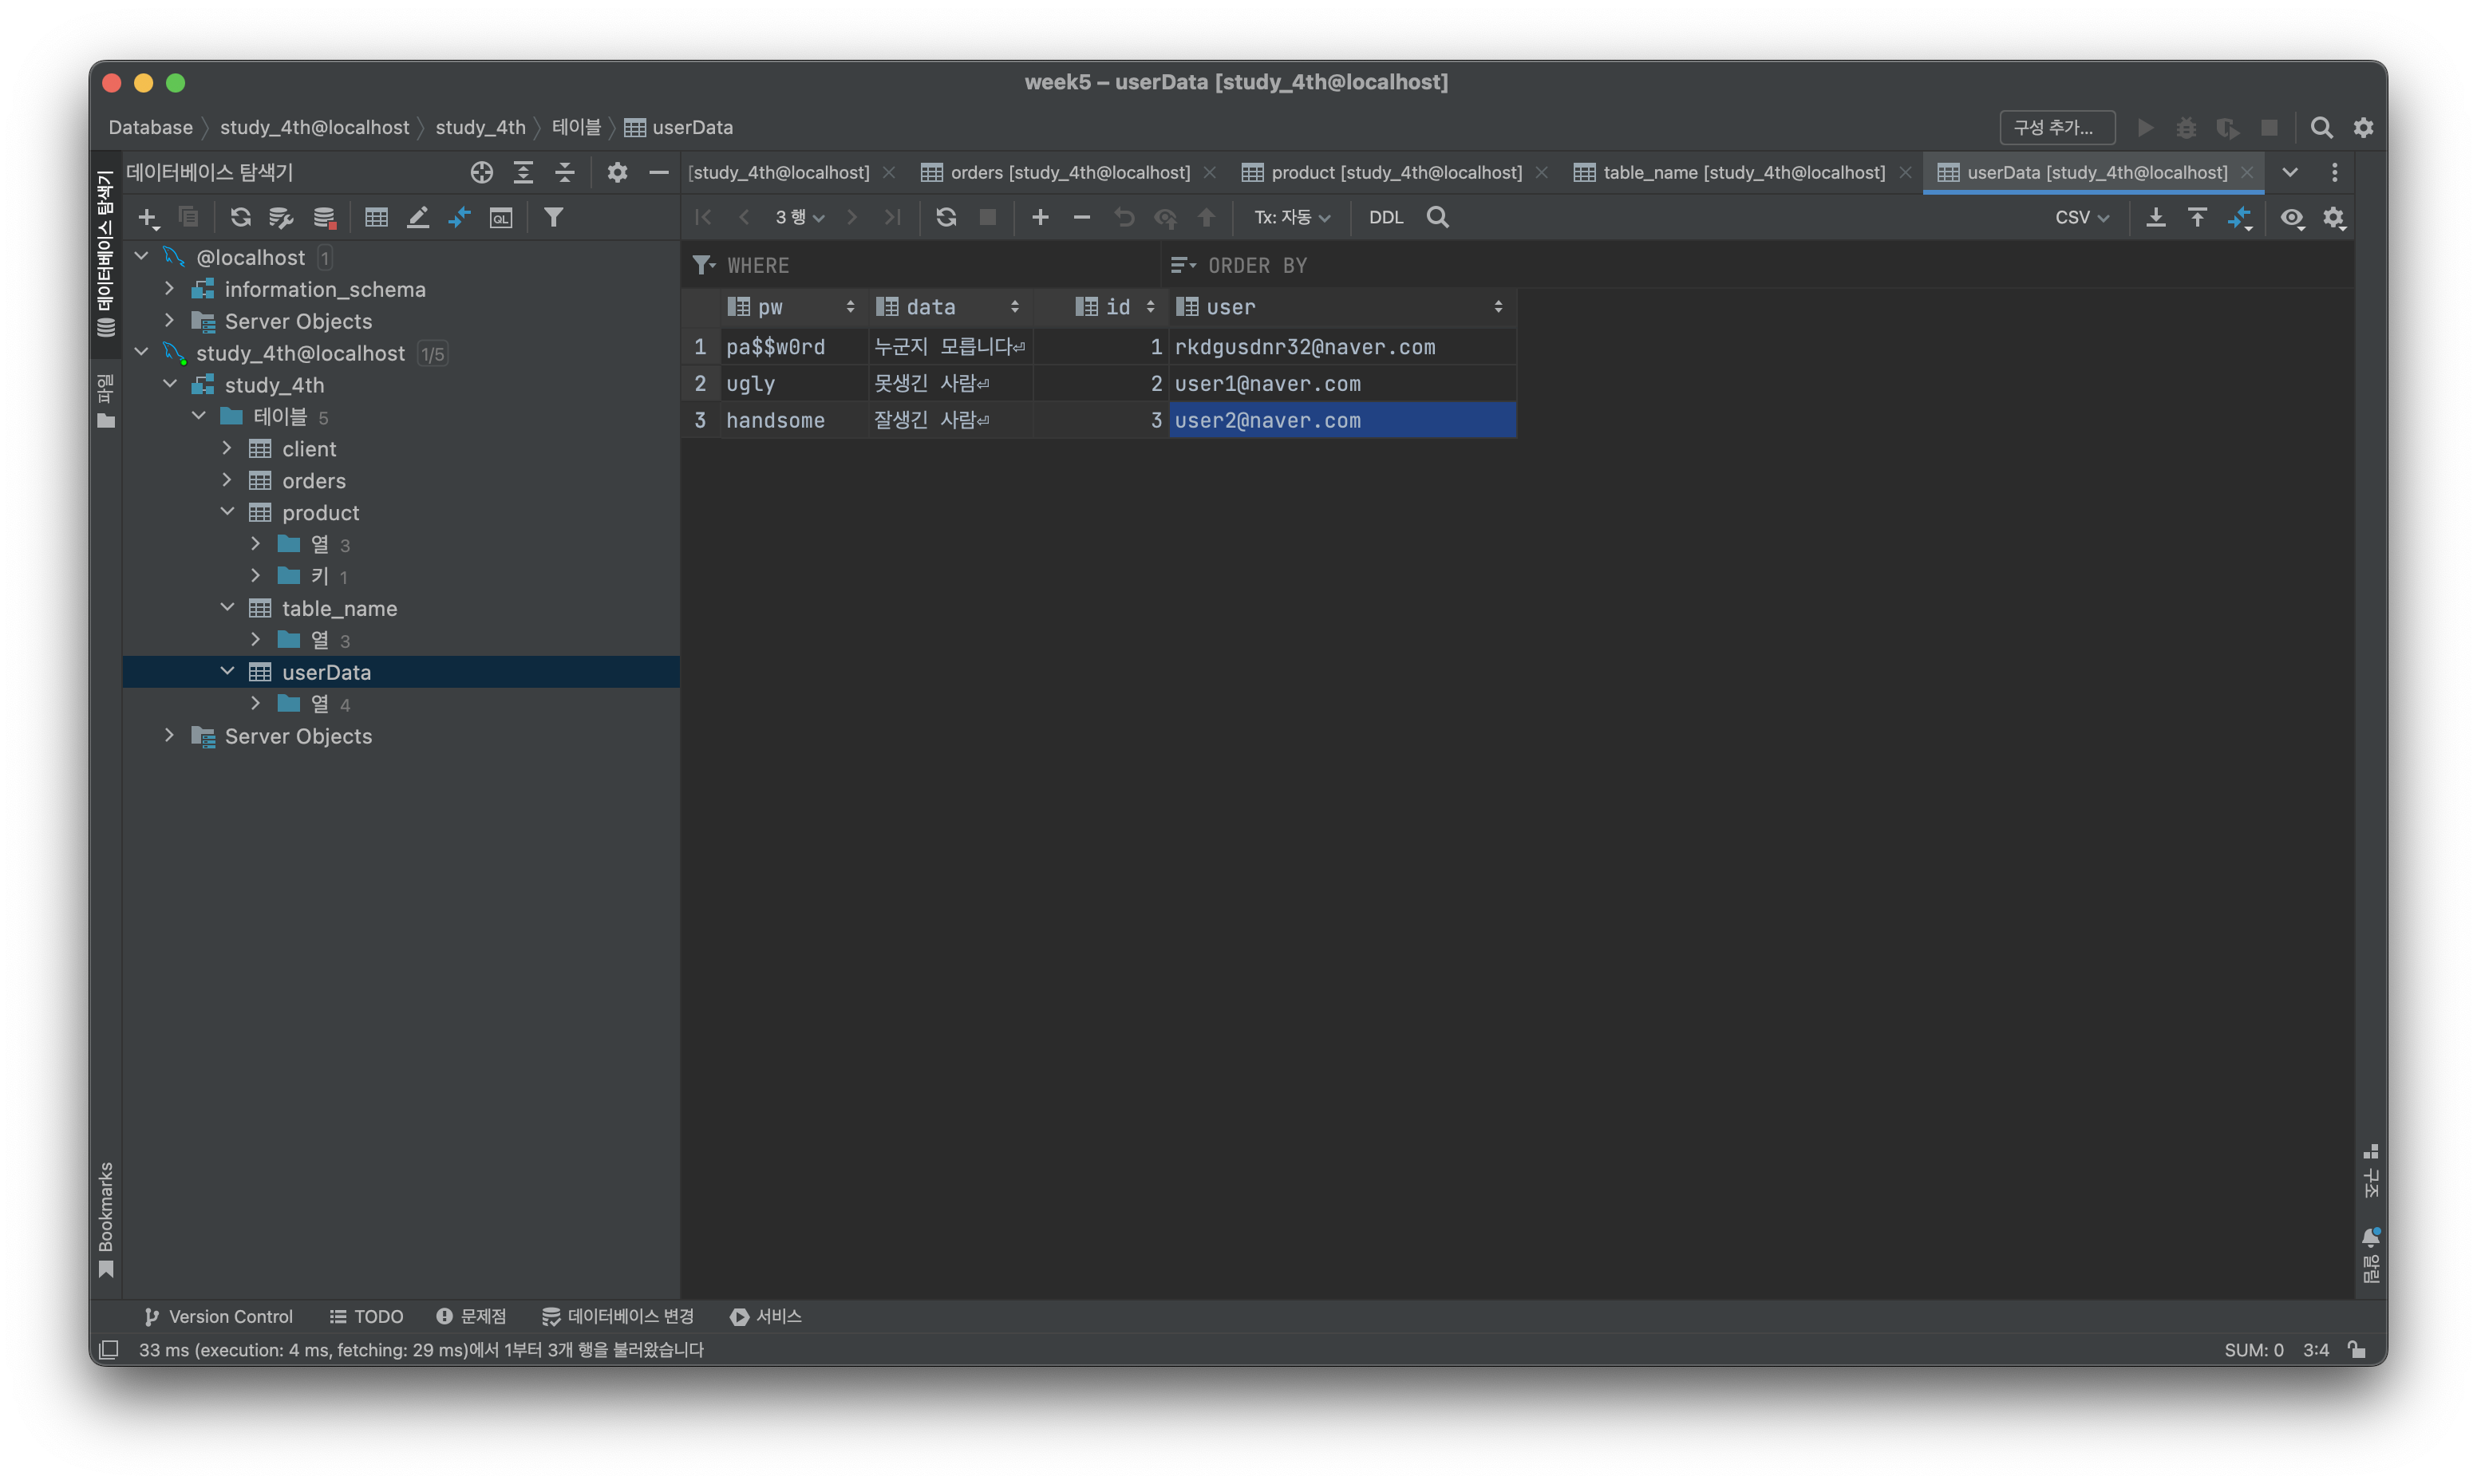 week5 – userData [study_4th@localhost]
Database study_4th@localhost study_4th 테이블 userData
구성 추가...
데이터베이스 탐색기
[study_4th@localhost] orders [study_4th@localhost] product [study_4th@localhost] table_name [study_4th@localhost] userData [study_4th@localhost]
QL
3 행 Tx: 자동 DDL CSV
데이터베이스 탐색기
파일
Bookmarks
@localhost 1
information_schema
Server Objects
study_4th@localhost 1/5
study_4th
테이블 5
client
orders
product
열 3
키 1
table_name
열 3
userData
열 4
Server Objects
WHERE ORDER BY
pw data id user
1 pa$$w0rd 누군지 모릅니다⏎ 1 rkdgusdnr32@naver.com
2 ugly 못생긴 사람⏎ 2 user1@naver.com
3 handsome 잘생긴 사람⏎ 3 user2@naver.com
구조
알림
Version Control TODO 문제점 데이터베이스 변경 서비스
33 ms (execution: 4 ms, fetching: 29 ms)에서 1부터 3개 행을 불러왔습니다
SUM: 0 3:4